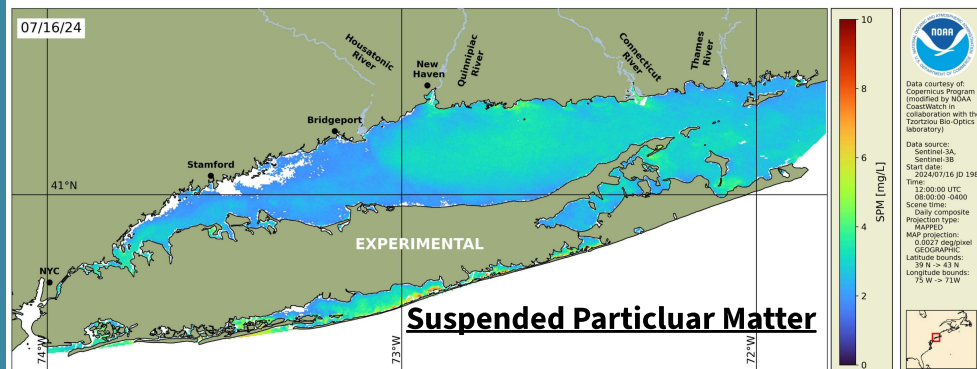 07/16/24
Housatonic
River
New
Haven
Quinnipiac
River
Connecticut
River
Thames
River
Bridgeport
Stamford
41°N
EXPERIMENTAL
NYC
Suspended Particluar Matter
74°W
73°W
72°W
10
8
6
4
2
0
SPM [mg/L]
NOAA
Data courtesy of:
Copernicus Program
(modified by NOAA
CoastWatch in
collaboration with the
Tzortziou Bio-Optics
laboratory)
Data source:
Sentinel-3A,
Sentinel-3B
Start date:
2024/07/16 JD 198
Time:
12:00:00 UTC
08:00:00 -0400
Scene time:
Daily composite
Projection type:
MAPPED
MAP projection:
0.0027 deg/pixel
GEOGRAPHIC
Latitude bounds:
39 N -> 43 N
Longitude bounds:
75 W -> 71W